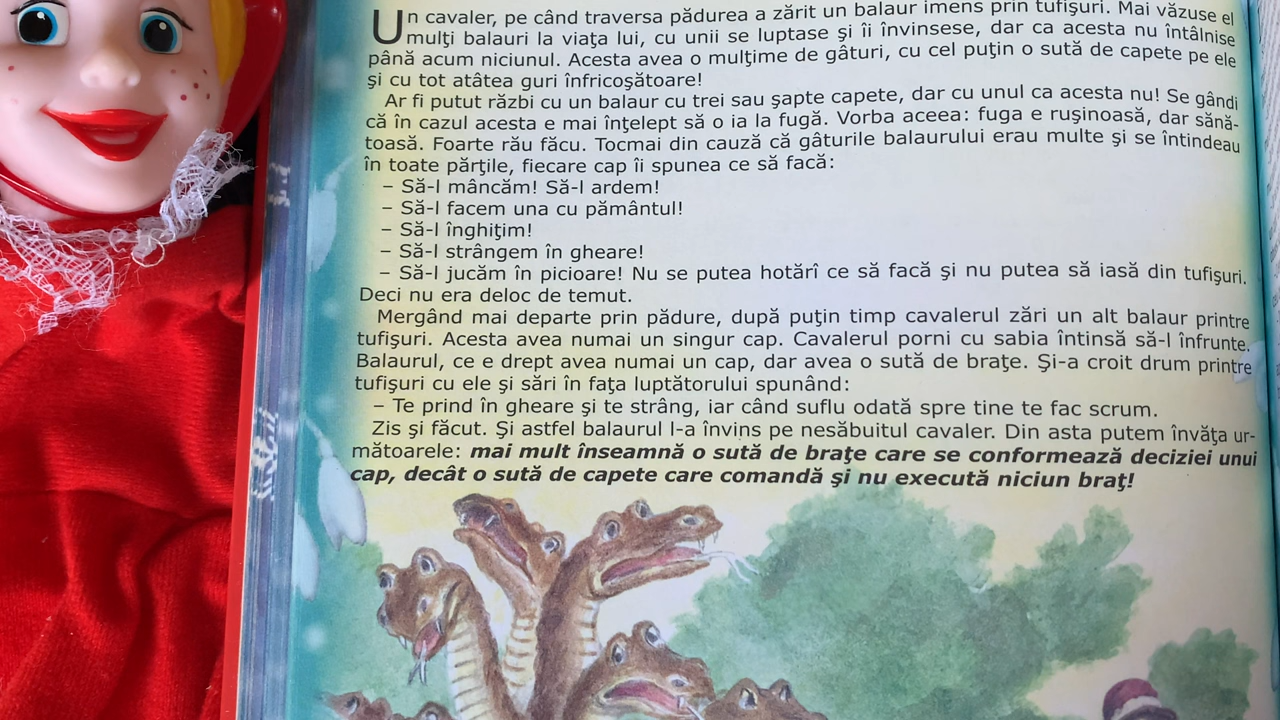 Un cavaler, pe când traversa pădurea a zărit un balaur imens prin tufişuri. Mai văzuse el
mulţi balauri la viaţa lui, cu unii se luptase şi îi învinsese, dar ca acesta nu întâlnise
până acum niciunul. Acesta avea o mulţime de gâturi, cu cel puţin o sută de capete pe ele
şi cu tot atâtea guri înfricoşătoare!
Ar fi putut răzbi cu un balaur cu trei sau şapte capete, dar cu unul ca acesta nu! Se gândi
că în cazul acesta e mai înţelept să o ia la fugă. Vorba aceea: fuga e ruşinoasă, dar sănă-
toasă. Foarte rău făcu. Tocmai din cauză că gâturile balaurului erau multe şi se întindeau
în toate părţile, fiecare cap îi spunea ce să facă:
– Să-l mâncăm! Să-l ardem!
– Să-l facem una cu pământul!
– Să-l înghiţim!
– Să-l strângem în gheare!
– Să-l jucăm în picioare! Nu se putea hotărî ce să facă şi nu putea să iasă din tufişuri.
Deci nu era deloc de temut.
Mergând mai departe prin pădure, după puţin timp cavalerul zări un alt balaur printre
tufişuri. Acesta avea numai un singur cap. Cavalerul porni cu sabia întinsă să-l înfrunte.
Balaurul, ce e drept avea numai un cap, dar avea o sută de braţe. Şi-a croit drum printre
tufişuri cu ele şi sări în faţa luptătorului spunând:
– Te prind în gheare şi te strâng, iar când suflu odată spre tine te fac scrum.
Zis şi făcut. Şi astfel balaurul l-a învins pe nesăbuitul cavaler. Din asta putem învăţa ur-
mătoarele: mai mult înseamnă o sută de braţe care se conformează deciziei unui
cap, decât o sută de capete care comandă şi nu execută niciun braţ!